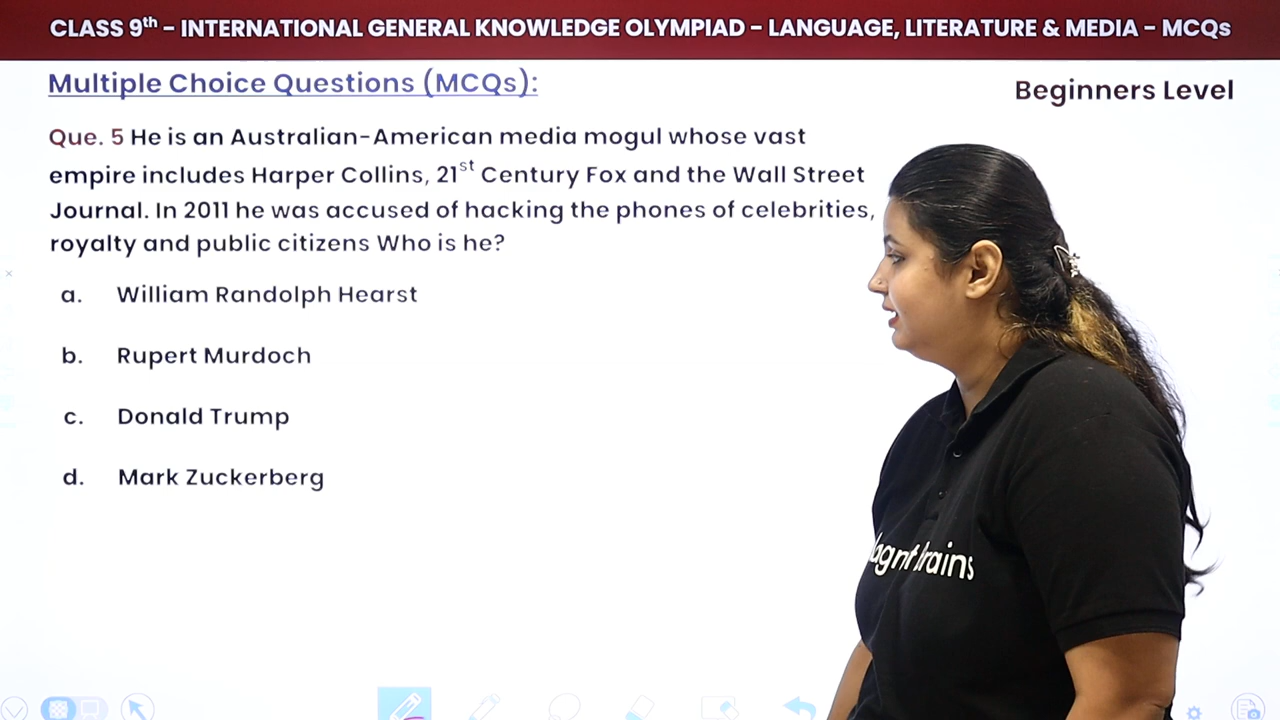 CLASS 9th – INTERNATIONAL GENERAL KNOWLEDGE OLYMPIAD – LANGUAGE, LITERATURE & MEDIA – MCQs
Multiple Choice Questions (MCQs):
Beginners Level
Que. 5 He is an Australian-American media mogul whose vast
empire includes Harper Collins, 21st Century Fox and the Wall Street
Journal. In 2011 he was accused of hacking the phones of celebrities,
royalty and public citizens Who is he?
a. William Randolph Hearst
b. Rupert Murdoch
c. Donald Trump
d. Mark Zuckerberg